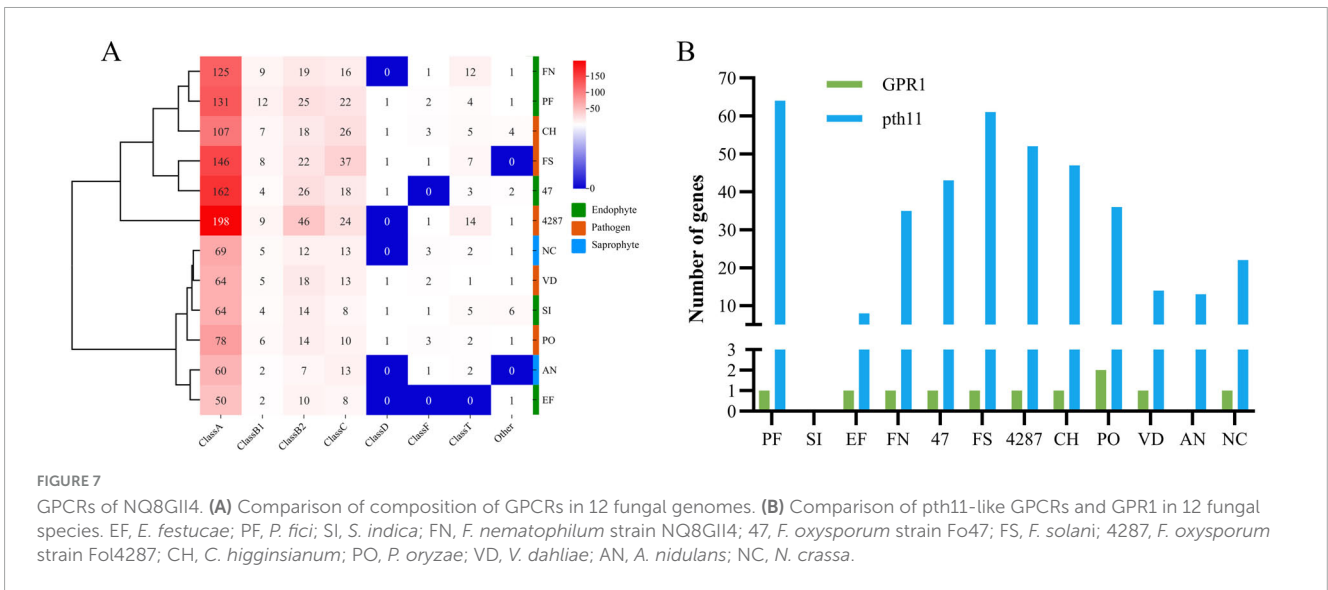 A
125 9 19 16 0 1 12 1 FN
131 12 25 22 1 2 4 1 PF
107 7 18 26 1 3 5 4 CH
146 8 22 37 1 1 7 0 FS
162 4 26 18 1 0 3 2 47
198 9 46 24 0 1 14 1 4287
69 5 12 13 0 3 2 1 NC
64 5 18 13 1 2 1 1 VD
64 4 14 8 1 1 5 6 SI
78 6 14 10 1 3 2 1 PO
60 2 7 13 0 1 2 0 AN
50 2 10 8 0 0 0 1 EF
ClassA ClassB1 ClassB2 ClassC ClassD ClassF ClassT Other
150
100
50
0
Endophyte
Pathogen
Saprophyte
B
GPR1
pth11
Number of genes
70
60
50
40
30
20
10
3
2
1
0
PF SI EF FN 47 FS 4287 CH PO VD AN NC
FIGURE 7
GPCRs of NQ8GII4. (A) Comparison of composition of GPCRs in 12 fungal genomes. (B) Comparison of pth11-like GPCRs and GPR1 in 12 fungal
species. EF, E. festucae; PF, P. fici; SI, S. indica; FN, F. nematophilum strain NQ8GII4; 47, F. oxysporum strain Fo47; FS, F. solani; 4287, F. oxysporum
strain Fol4287; CH, C. higginsianum; PO, P. oryzae; VD, V. dahliae; AN, A. nidulans; NC, N. crassa.